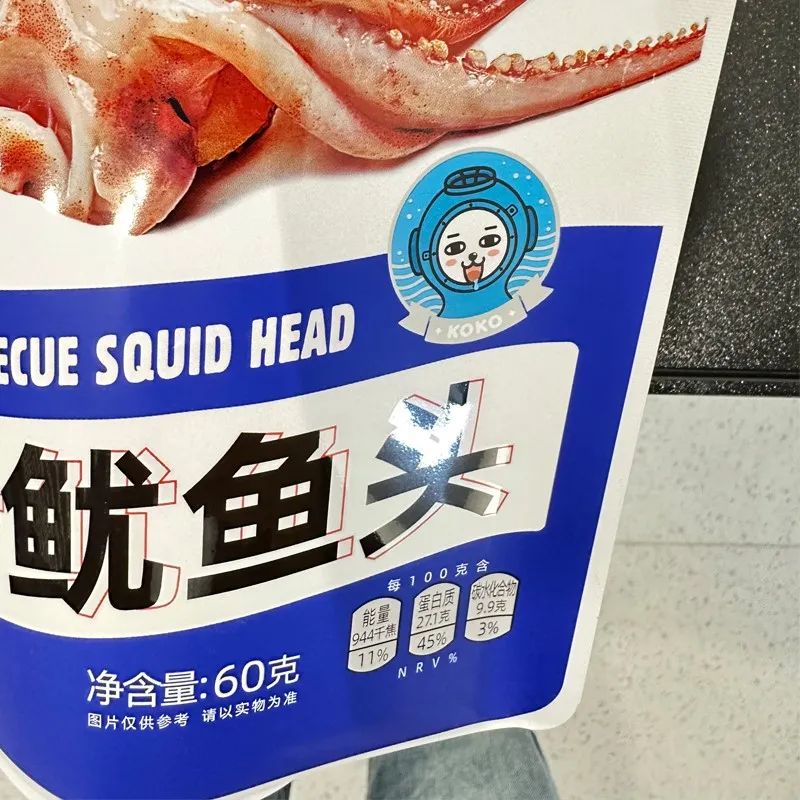 KOKO
ECUE SQUID HEAD
鱿鱼头
每100克含
能量
944千焦
11%
蛋白质
27.1克
45%
碳水化合物
9.9克
3%
NRV%
净含量:60克
图片仅供参考 请以实物为准